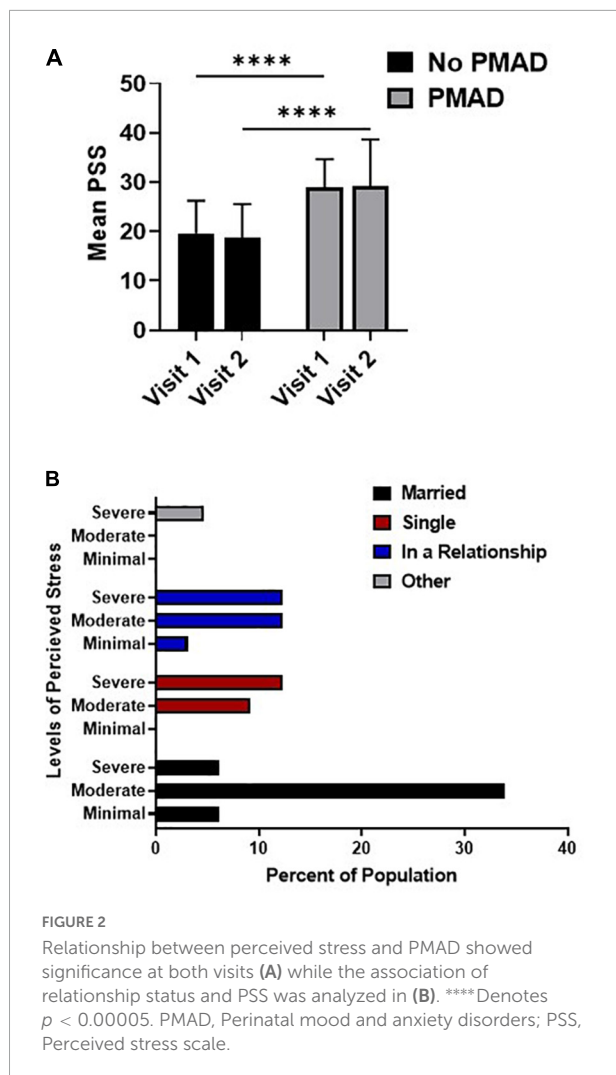 A
****
****
No PMAD
PMAD
Mean PSS
50
40
30
20
10
0
Visit 1
Visit 2
Visit 1
Visit 2
B
Married
Single
In a Relationship
Other
Levels of Percieved Stress
Severe
Moderate
Minimal
Severe
Moderate
Minimal
Severe
Moderate
Minimal
Severe
Moderate
Minimal
0 10 20 30 40
Percent of Population
FIGURE 2
Relationship between perceived stress and PMAD showed
significance at both visits (A) while the association of
relationship status and PSS was analyzed in (B). ****Denotes
p < 0.00005. PMAD, Perinatal mood and anxiety disorders; PSS,
Perceived stress scale.